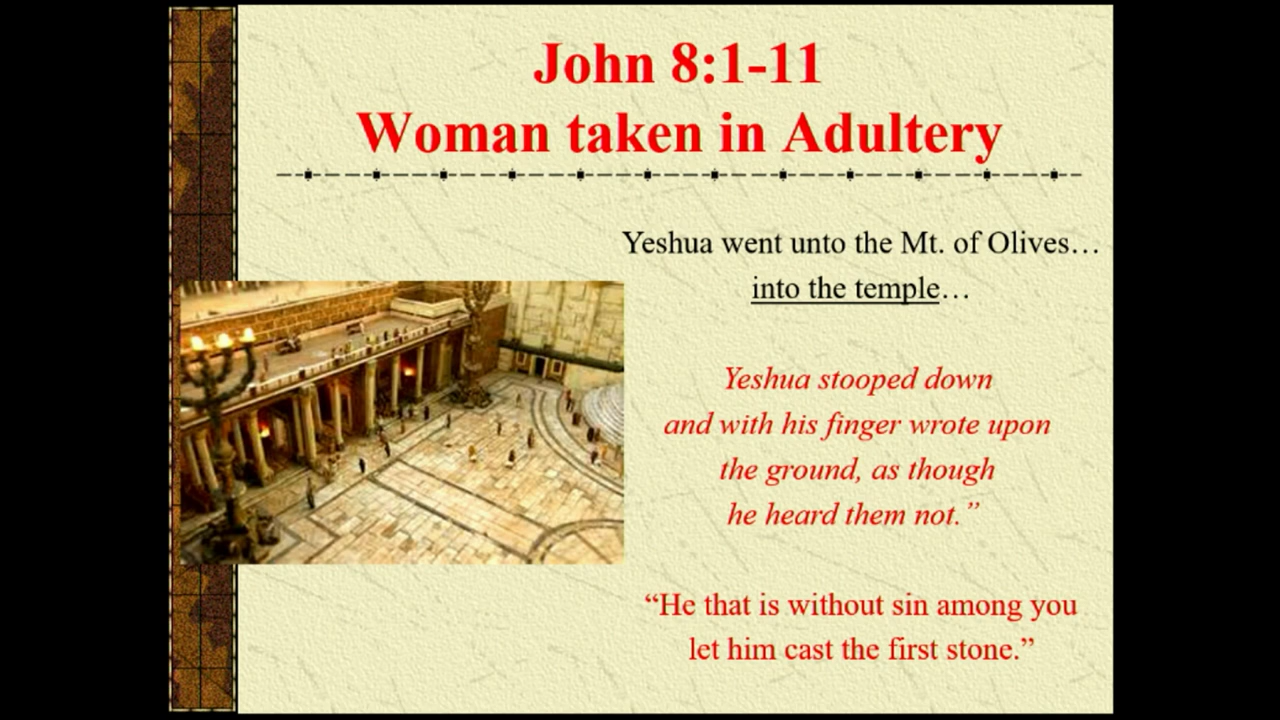 John 8:1-11
Woman taken in Adultery
Yeshua went unto the Mt. of Olives…
into the temple…
Yeshua stooped down
and with his finger wrote upon
the ground, as though
he heard them not.”
“He that is without sin among you
let him cast the first stone.”